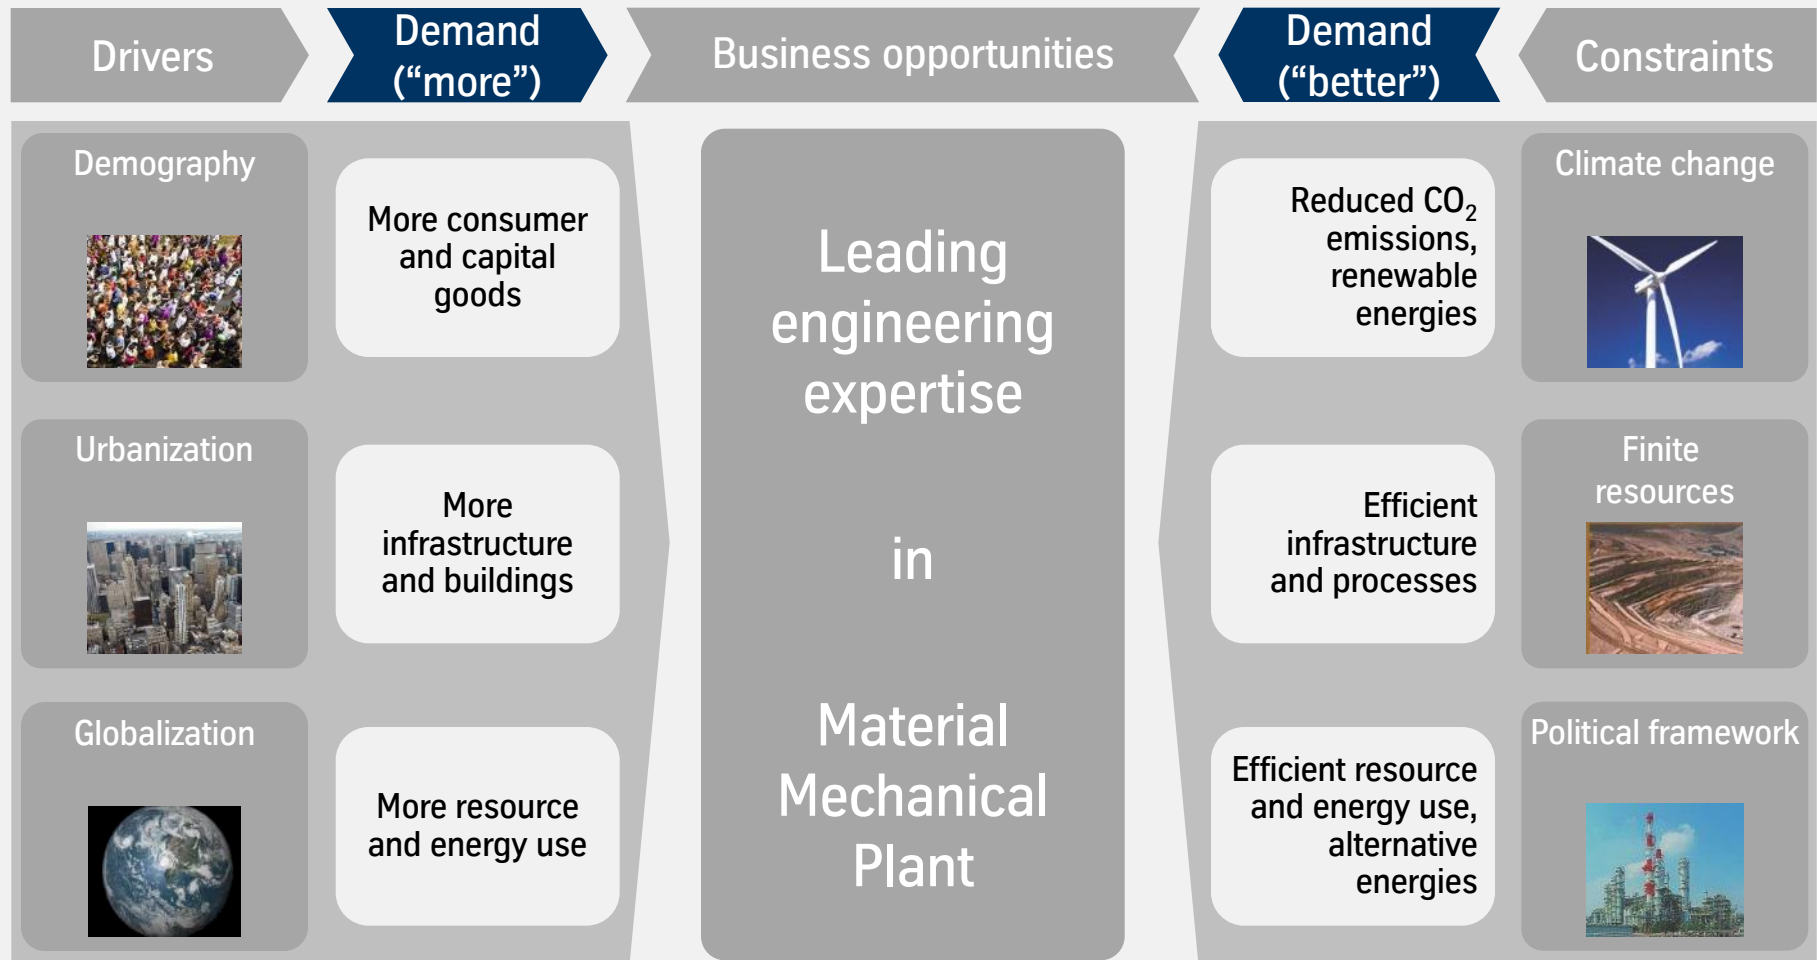 Drivers
Demand
(“more”)
Business opportunities
Demand
(“better”)
Constraints
Demography
More consumer
and capital
goods
Urbanization
More
infrastructure
and buildings
Globalization
More resource
and energy use
Leading
engineering
expertise
in
Material
Mechanical
Plant
Reduced CO₂
emissions,
renewable
energies
Climate change
Efficient
infrastructure
and processes
Finite
resources
Efficient resource
and energy use,
alternative
energies
Political framework